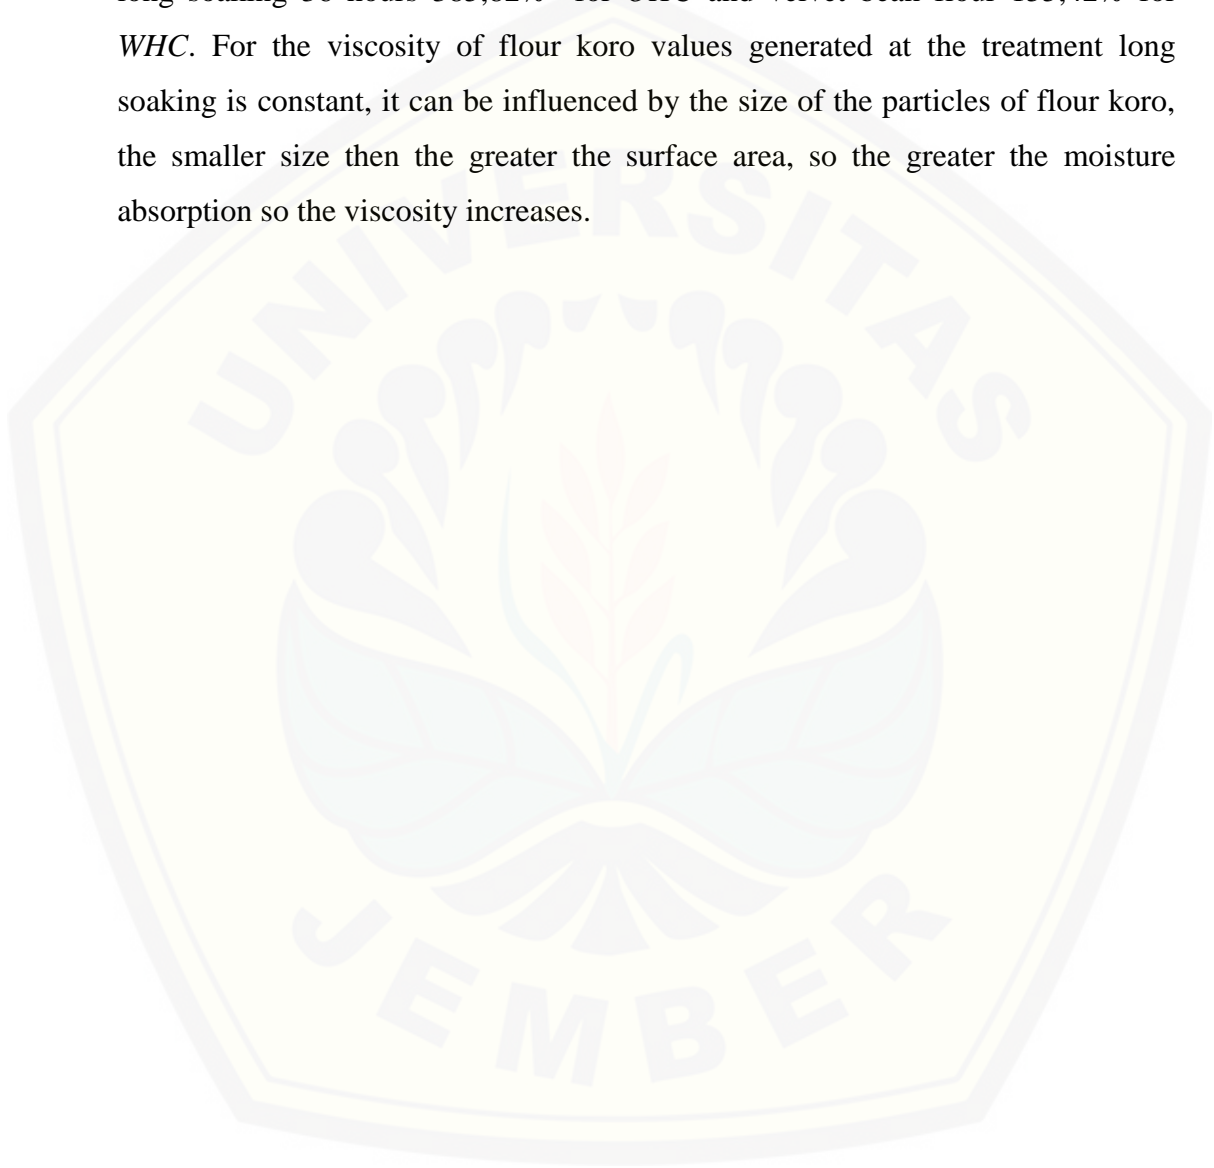 WHC. For the viscosity of flour koro values generated at the treatment long
soaking is constant, it can be influenced by the size of the particles of flour koro,
the smaller size then the greater the surface area, so the greater the moisture
absorption so the viscosity increases.
UNIVERSITAS
JEMBER